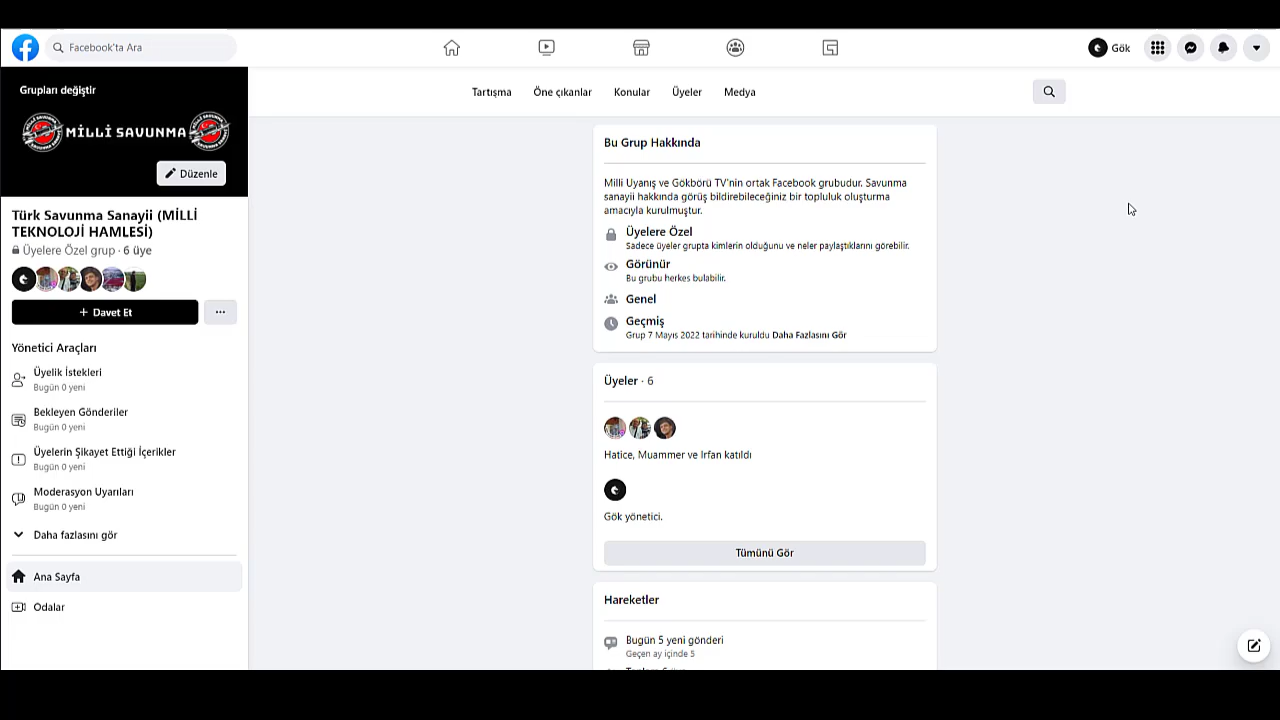 Facebook'ta Ara
Gök
Grupları değiştir
MİLLİ SAVUNMA
Düzenle
Türk Savunma Sanayii (MİLLİ
TEKNOLOJİ HAMLESİ)
Üyelere Özel grup · 6 üye
+ Davet Et
Yönetici Araçları
Üyelik İstekleri
Bugün 0 yeni
Bekleyen Gönderiler
Bugün 0 yeni
Üyelerin Şikayet Ettiği İçerikler
Bugün 0 yeni
Moderasyon Uyarıları
Bugün 0 yeni
Daha fazlasını gör
Ana Sayfa
Odalar
Tartışma Öne çıkanlar Konular Üyeler Medya
Bu Grup Hakkında
Milli Uyanış ve Gökbörü TV'nin ortak Facebook grubudur. Savunma
sanayii hakkında görüş bildirebileceğiniz bir topluluk oluşturma
amacıyla kurulmuştur.
Üyelere Özel
Sadece üyeler grupta kimlerin olduğunu ve neler paylaştıklarını görebilir.
Görünür
Bu grubu herkes bulabilir.
Genel
Geçmiş
Grup 7 Mayıs 2022 tarihinde kuruldu Daha Fazlasını Gör
Üyeler · 6
Hatice, Muammer ve Irfan katıldı
Gök yönetici.
Tümünü Gör
Hareketler
Bugün 5 yeni gönderi
Geçen ay içinde 5